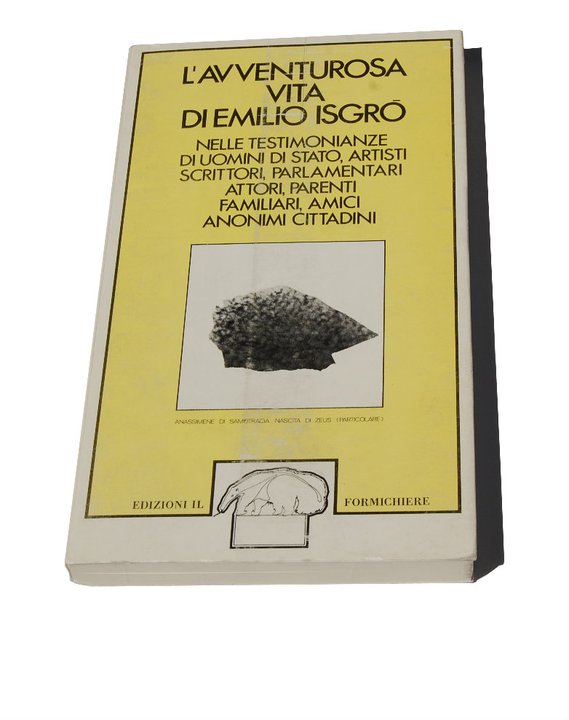 L'AVVENTUROSA
VITA
DI EMILIO ISGRÒ
NELLE TESTIMONIANZE
DI UOMINI DI STATO, ARTISTI
SCRITTORI, PARLAMENTARI
ATTORI, PARENTI
FAMILIARI, AMICI
ANONIMI CITTADINI
ANASSIMENE DI SAMOTRACIA NASCITA DI ZEUS (PARTICOLARE)
EDIZIONI IL FORMICHIERE